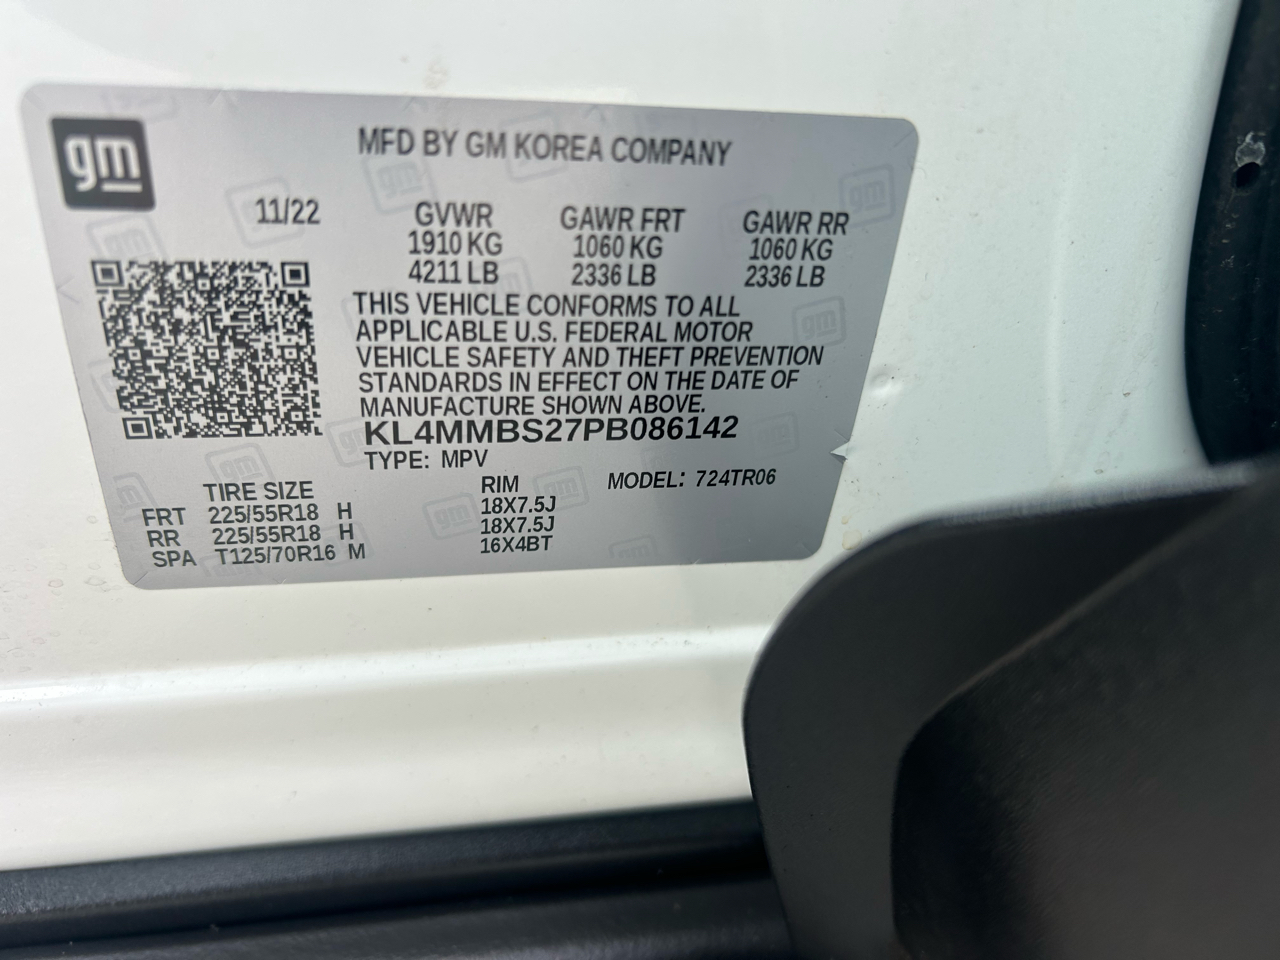 gm
MFD BY GM KOREA COMPANY
11/22 GVWR GAWR FRT GAWR RR
1910 KG 1060 KG 1060 KG
4211 LB 2336 LB 2336 LB
THIS VEHICLE CONFORMS TO ALL
APPLICABLE U.S. FEDERAL MOTOR
VEHICLE SAFETY AND THEFT PREVENTION
STANDARDS IN EFFECT ON THE DATE OF
MANUFACTURE SHOWN ABOVE.
KL4MMBS27PB086142
TYPE: MPV
MODEL: 724TR06
TIRE SIZE RIM
FRT 225/55R18 H 18X7.5J
RR 225/55R18 H 18X7.5J
SPA T125/70R16 M 16X4BT